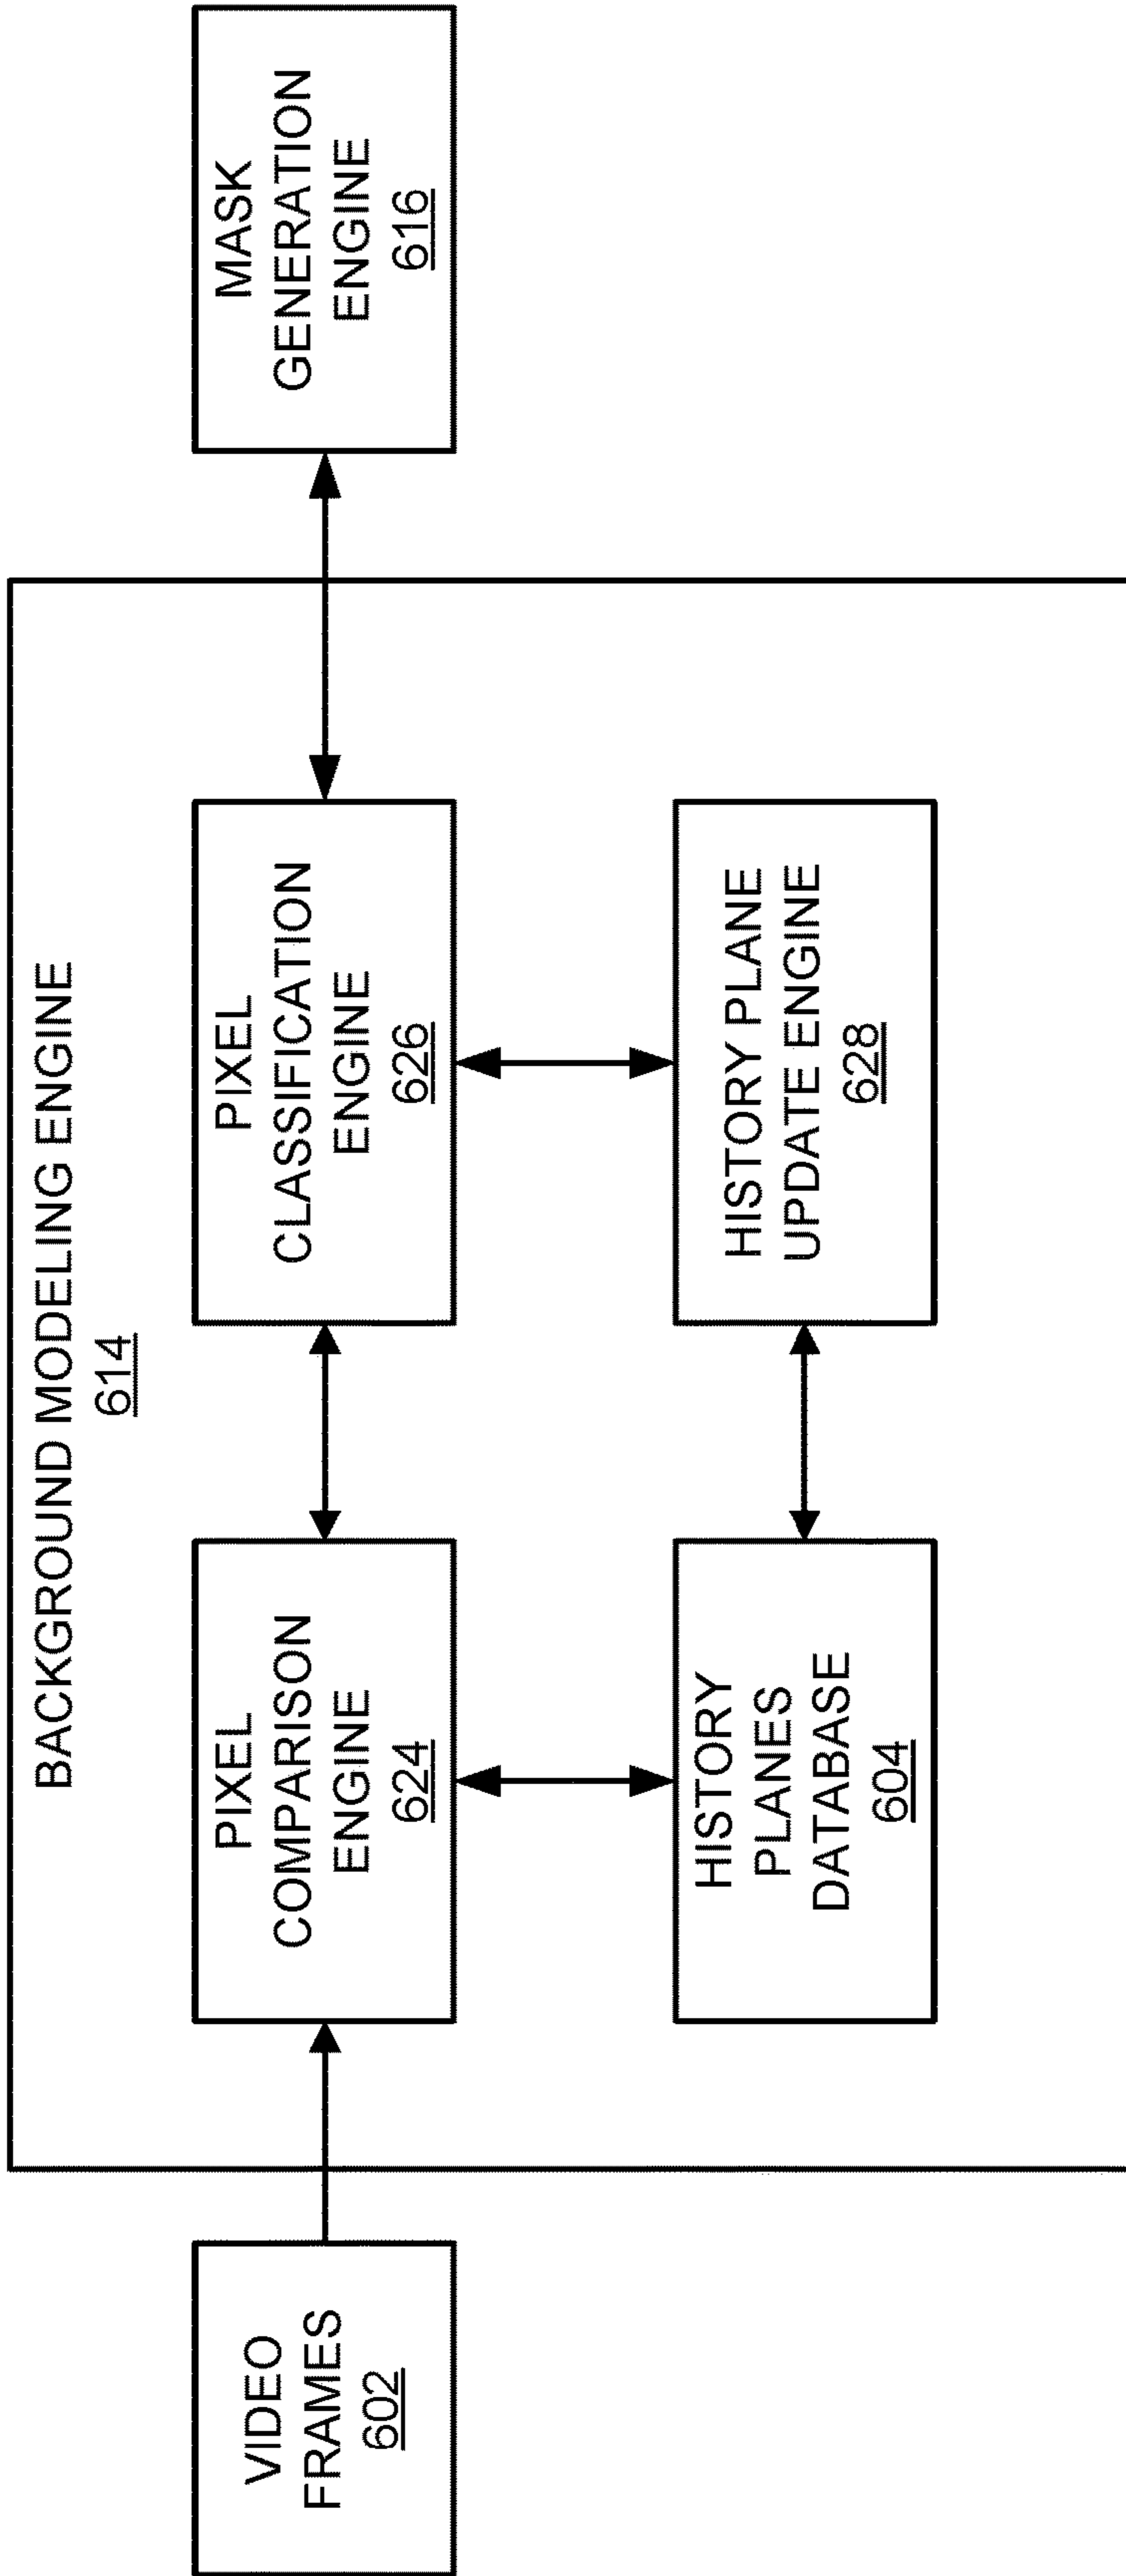 BACKGROUND MODELING ENGINE
614
VIDEO
FRAMES
602
PIXEL
COMPARISON
ENGINE
624
PIXEL
CLASSIFICATION
ENGINE
626
MASK
GENERATION
ENGINE
616
HISTORY
PLANES
DATABASE
604
HISTORY PLANE
UPDATE ENGINE
628